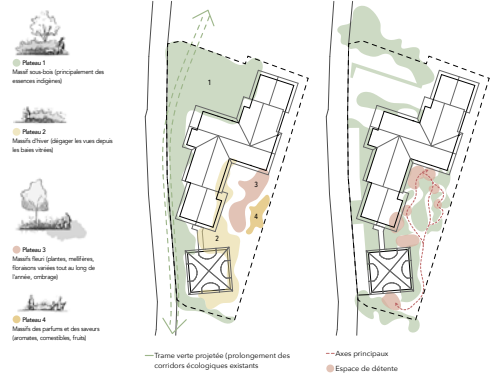 Plateau 1
Massif sous-bois (principalement des
essences indigènes)
Plateau 2
Massifs d'hiver (dégager les vues depuis
les baies vitrées)
Plateau 3
Massifs fleuri (plantes, mellifères,
floraisons variées tout au long de
l'année, ombrage)
Plateau 4
Massifs des parfums et des saveurs
(aromates, comestibles, fruits)
1
3
4
2
Trame verte projetée (prolongement des
corridors écologiques existants
Axes principaux
Espace de détente